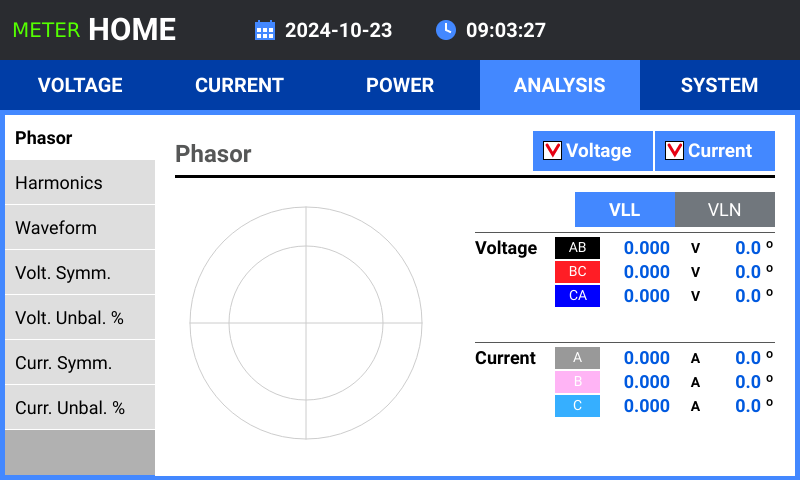 METER HOME 2024-10-23 09:03:27
VOLTAGE CURRENT POWER ANALYSIS SYSTEM
Phasor
Harmonics
Waveform
Volt. Symm.
Volt. Unbal. %
Curr. Symm.
Curr. Unbal. %
Phasor Voltage Current
VLL VLN
Voltage AB 0.000 V 0.0 º
BC 0.000 V 0.0 º
CA 0.000 V 0.0 º
Current A 0.000 A 0.0 º
B 0.000 A 0.0 º
C 0.000 A 0.0 º